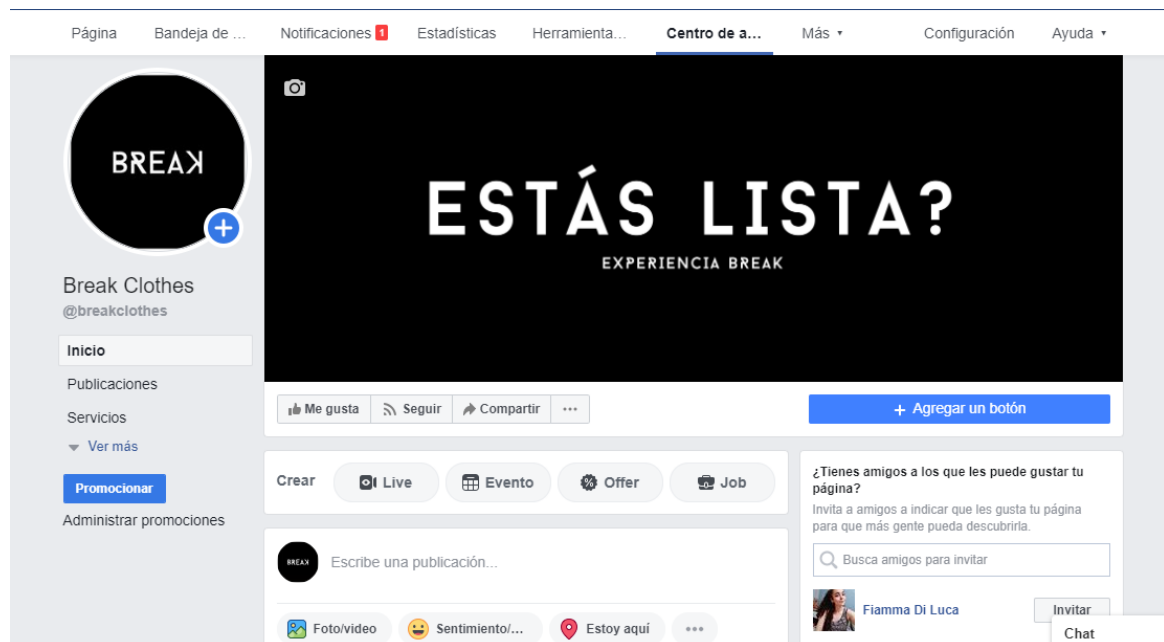 Página Bandeja de ... Notificaciones 1 Estadísticas Herramienta... Centro de a... Más Configuración Ayuda
BREAK
ESTÁS LISTA?
EXPERIENCIA BREAK
Break Clothes
@breakclothes
Inicio
Publicaciones
Servicios
Ver más
Promocionar
Administrar promociones
Me gusta Seguir Compartir ...
+ Agregar un botón
Crear Live Evento Offer Job
BREAK
Escribe una publicación...
Foto/video Sentimiento/... Estoy aquí ...
¿Tienes amigos a los que les puede gustar tu
página?
Invita a amigos a indicar que les gusta tu página
para que más gente pueda descubrirla.
Busca amigos para invitar
Fiamma Di Luca Invitar
Chat